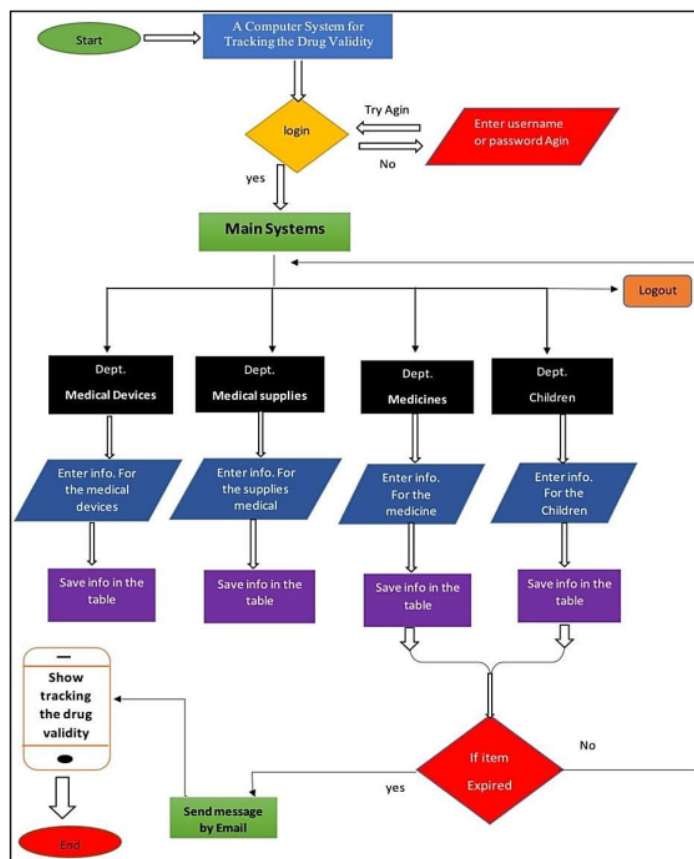 Start
A Computer System for
Tracking the Drug Validity
login
Try Agin
No
Enter username
or password Agin
yes
Main Systems
Logout
Dept.
Medical Devices
Dept.
Medical supplies
Dept.
Medicines
Dept.
Children
Enter info. For
the medical
devices
Enter info. For
the supplies
medical
Enter info.
For the
medicine
Enter info.
For the
Children
Save info in the
table
Save info in the
table
Save info in the
table
Save info in the
table
Show
tracking
the drug
validity
If item
Expired
No
yes
Send message
by Email
End